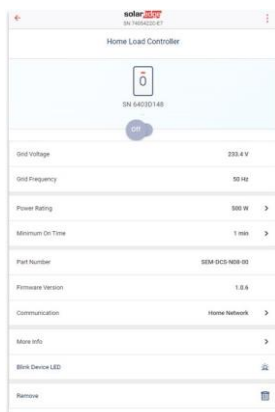 solaredge
SN 7405402D-E7
Home Load Controller
SN 6403D148
Off
Grid Voltage 233.4 V
Grid Frequency 50 Hz
Power Rating 500 W
Minimum On Time 1 min
Part Number SEM-DCS-N08-00
Firmware Version 1.0.6
Communication Home Network
More Info
Blink Device LED
Remove